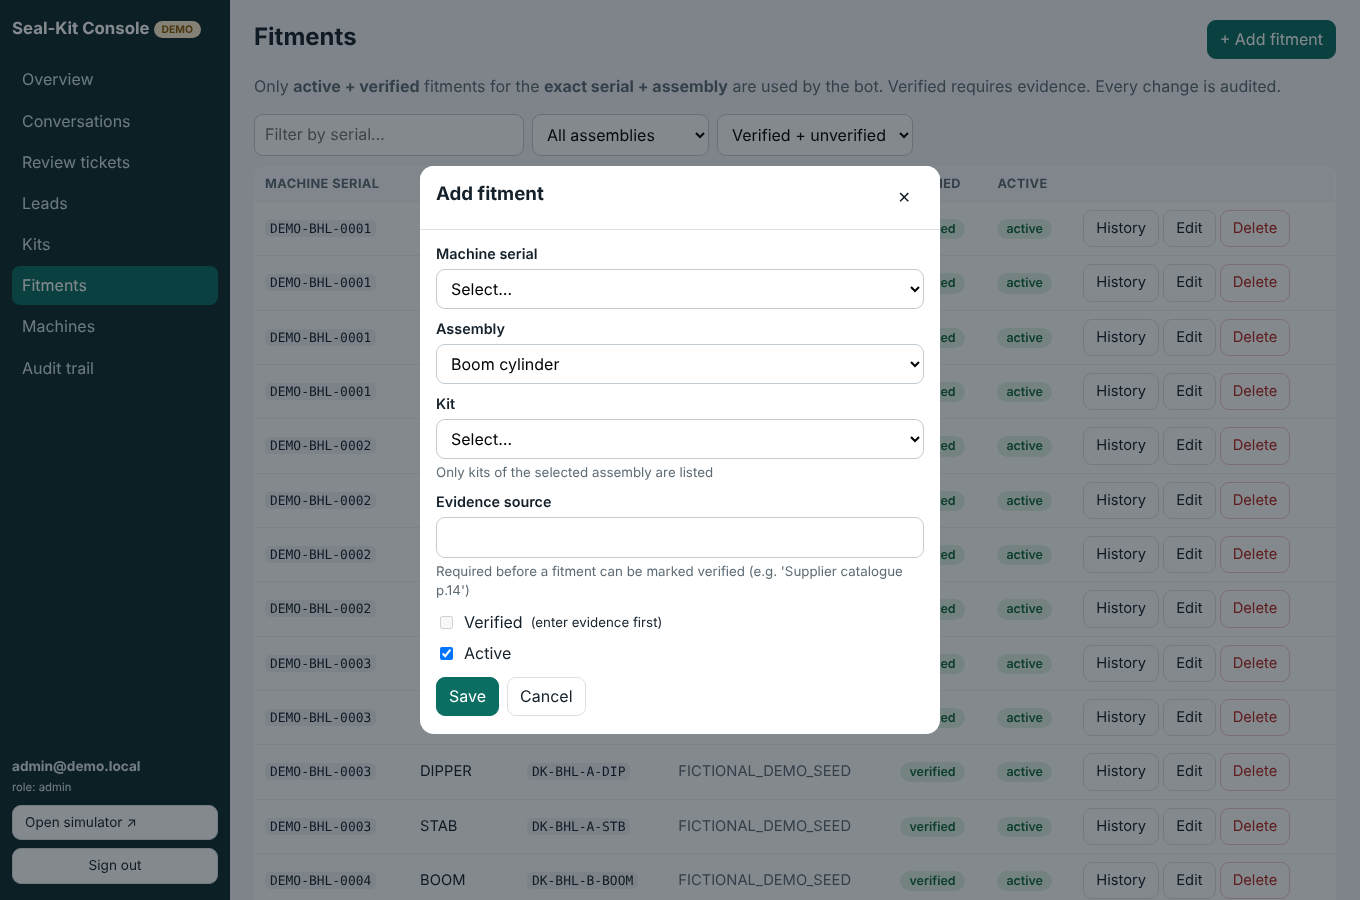 Seal-Kit Console DEMO
Overview
Conversations
Review tickets
Leads
Kits
Fitments
Machines
Audit trail
admin@demo.local
role: admin
Open simulator ↗
Sign out
Fitments
+ Add fitment
Only active + verified fitments for the exact serial + assembly are used by the bot. Verified requires evidence. Every change is audited.
Filter by serial...
All assemblies
Verified + unverified
MACHINE SERIAL ACTIVE
DEMO-BHL-0001 active History Edit Delete
DEMO-BHL-0001 active History Edit Delete
DEMO-BHL-0001 active History Edit Delete
DEMO-BHL-0001 active History Edit Delete
DEMO-BHL-0002 active History Edit Delete
DEMO-BHL-0002 active History Edit Delete
DEMO-BHL-0002 active History Edit Delete
DEMO-BHL-0002 active History Edit Delete
DEMO-BHL-0003 active History Edit Delete
DEMO-BHL-0003 active History Edit Delete
DEMO-BHL-0003 DIPPER DK-BHL-A-DIP FICTIONAL_DEMO_SEED verified active History Edit Delete
DEMO-BHL-0003 STAB DK-BHL-A-STB FICTIONAL_DEMO_SEED verified active History Edit Delete
DEMO-BHL-0004 BOOM DK-BHL-B-BOOM FICTIONAL_DEMO_SEED verified active History Edit Delete
Add fitment
×
Machine serial
Select...
Assembly
Boom cylinder
Kit
Select...
Only kits of the selected assembly are listed
Evidence source
Required before a fitment can be marked verified (e.g. 'Supplier catalogue
p.14')
Verified (enter evidence first)
Active
Save
Cancel